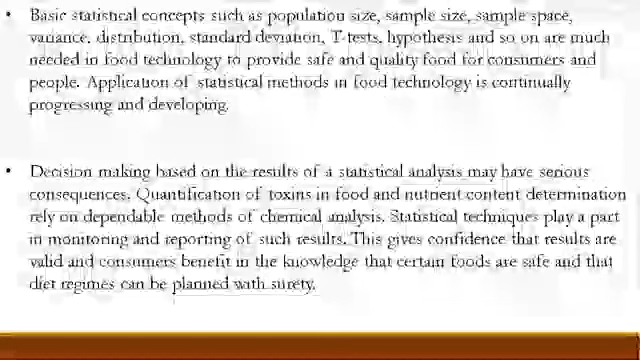 • Basic statistical concepts such as population size, sample size, sample space,
variance, distribution, standard deviation, T-tests, hypothesis and so on are much
needed in food technology to provide safe and quality food for consumers and
people. Application of statistical methods in food technology is continually
progressing and developing.
• Decision making based on the results of a statistical analysis may have serious
consequences. Quantification of toxins in food and nutrient content determination
rely on dependable methods of chemical analysis. Statistical techniques play a part
in monitoring and reporting of such results. This gives confidence that results are
valid and consumers benefit in the knowledge that certain foods are safe and that
diet regimes can be planned with surety.